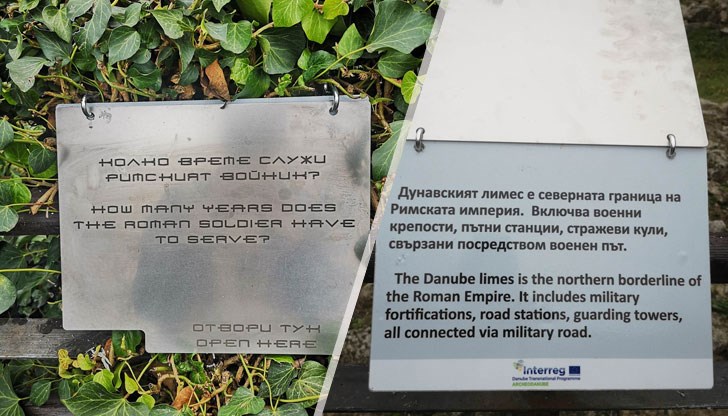 КОЛКО ВРЕМЕ СЛУЖИ
РИМСКИЯТ ВОЙНИК?
HOW MANY YEARS DOES
THE ROMAN SOLDIER HAVE
TO SERVE?
ОТВОРИ ТУК
OPEN HERE
Дунавският лимес е северната граница на
Римската империя. Включва военни
крепости, пътни станции, стражеви кули,
свързани посредством военен път.
The Danube limes is the northern borderline of
the Roman Empire. It includes military
fortifications, road stations, guarding towers,
all connected via military road.
Interreg
Danube Transnational Programme
ARCHEODANUBE